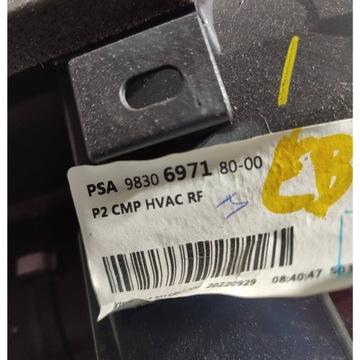 PSA 9830 6971 80-00
P2 CMP HVAC RF
20220929 08:40:47